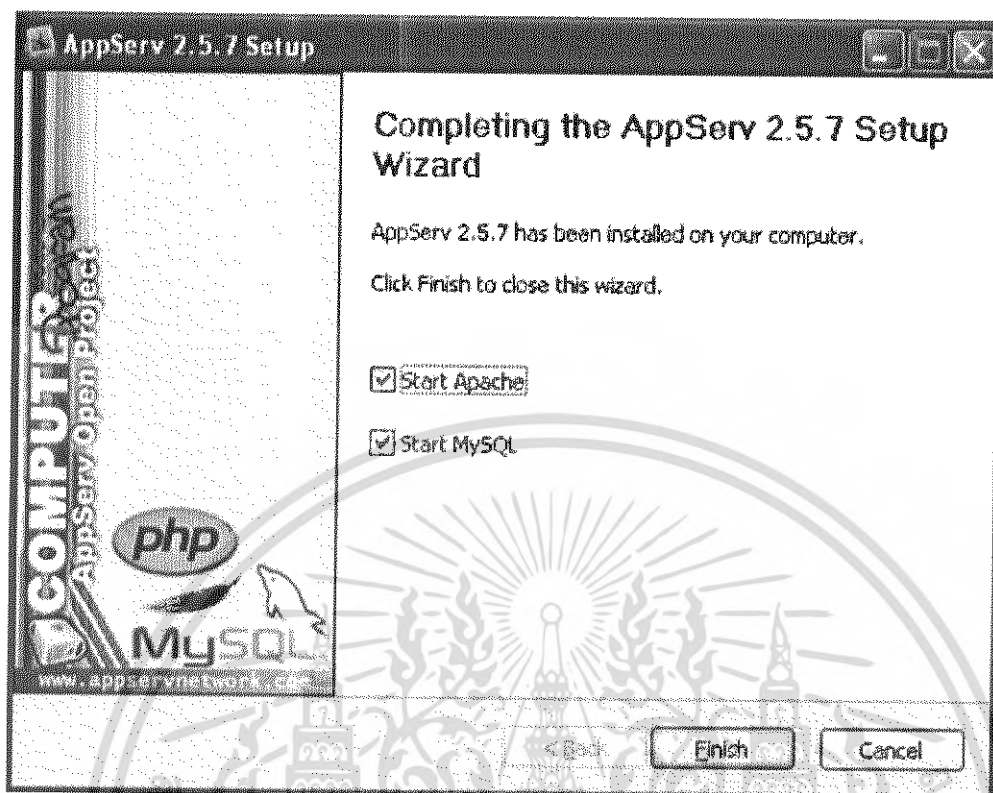 AppServ 2.5.7 Setup
Completing the AppServ 2.5.7 Setup
Wizard
AppServ 2.5.7 has been installed on your computer.
Click Finish to close this wizard.
Start Apache
Start MySQL
COMPUTER
AppServ Open Project
php
MySQL
www.appservnetwork.com
< Back
Finish
Cancel